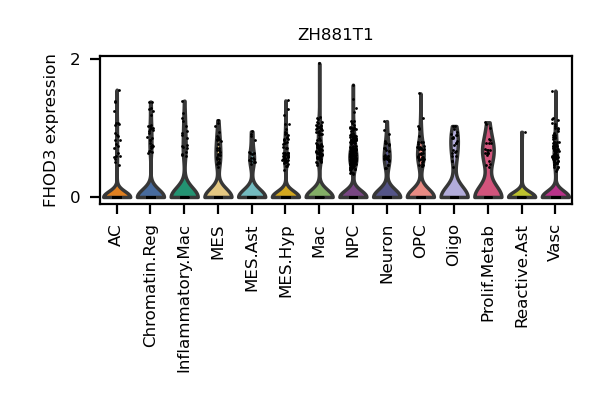 ZH881T1
FHOD3 expression
2
0
AC
Chromatin.Reg
Inflammatory.Mac
MES
MES.Ast
MES.Hyp
Mac
NPC
Neuron
OPC
Oligo
Prolif.Metab
Reactive.Ast
Vasc